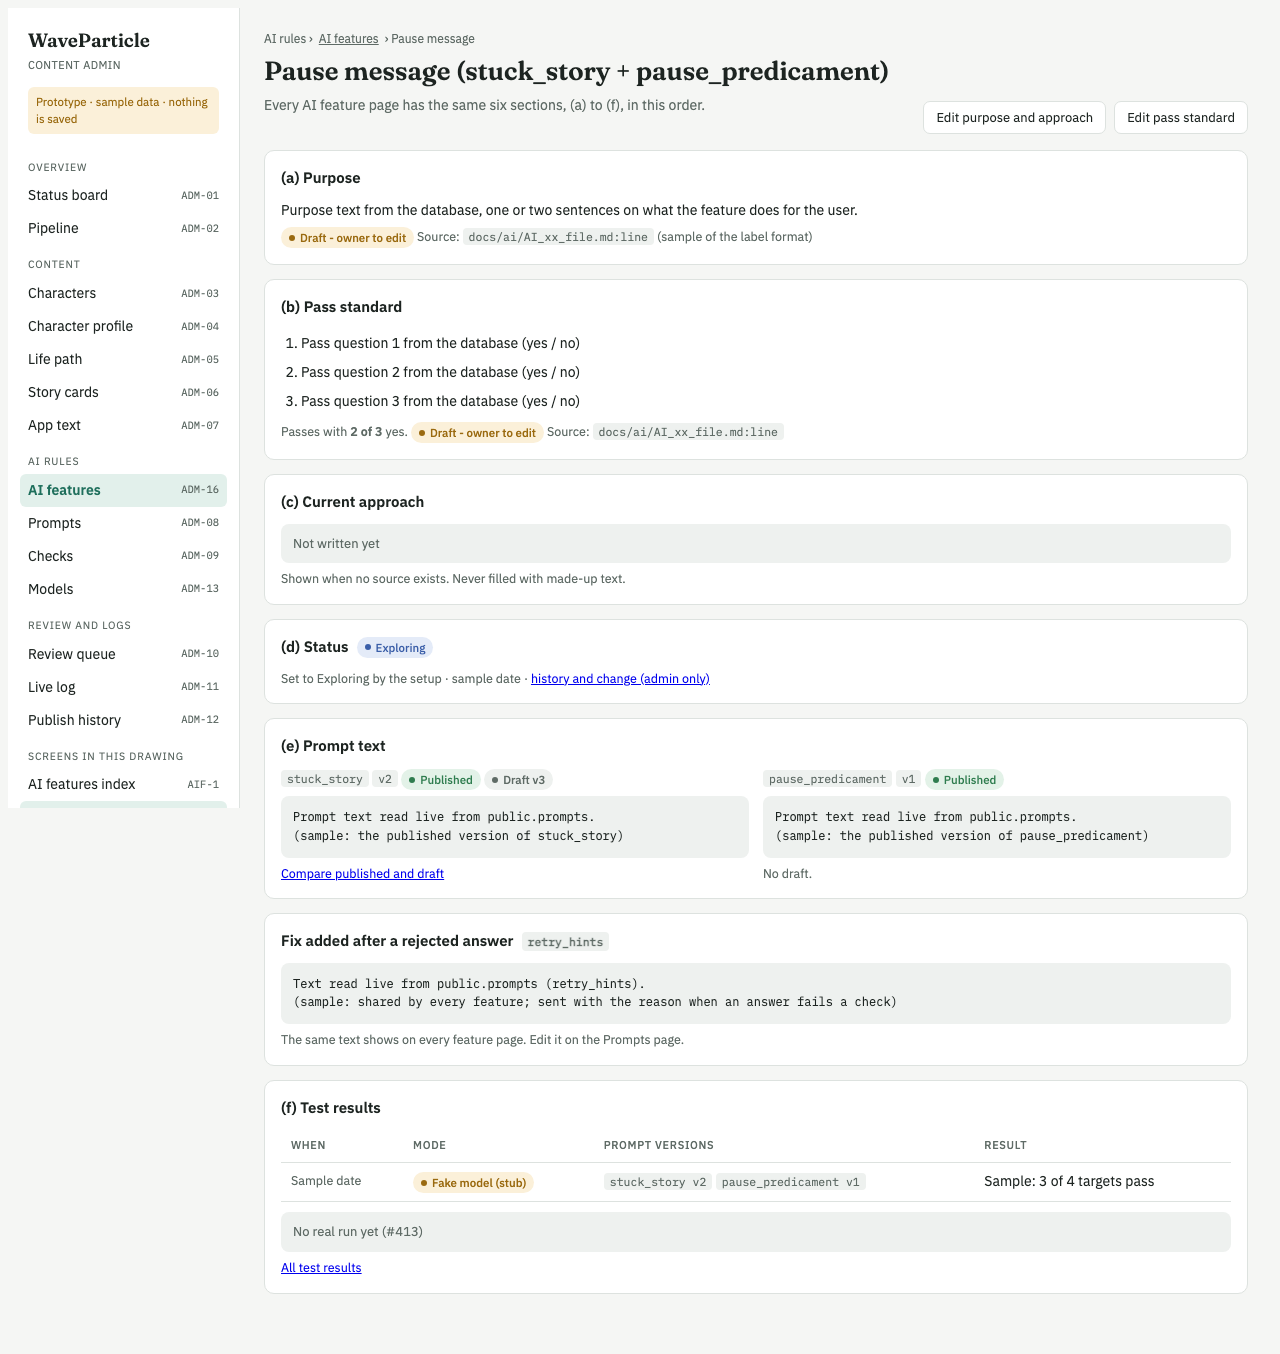 WaveParticle
CONTENT ADMIN
Prototype · sample data · nothing
is saved
OVERVIEW
Status board ADM-01
Pipeline ADM-02
CONTENT
Characters ADM-03
Character profile ADM-04
Life path ADM-05
Story cards ADM-06
App text ADM-07
AI RULES
AI features ADM-16
Prompts ADM-08
Checks ADM-09
Models ADM-13
REVIEW AND LOGS
Review queue ADM-10
Live log ADM-11
Publish history ADM-12
SCREENS IN THIS DRAWING
AI features index AIF-1
AI rules › AI features › Pause message
Pause message (stuck_story + pause_predicament)
Every AI feature page has the same six sections, (a) to (f), in this order.
Edit purpose and approach Edit pass standard
(a) Purpose
Purpose text from the database, one or two sentences on what the feature does for the user.
Draft - owner to edit Source: docs/ai/AI_xx_file.md:line (sample of the label format)
(b) Pass standard
1. Pass question 1 from the database (yes / no)
2. Pass question 2 from the database (yes / no)
3. Pass question 3 from the database (yes / no)
Passes with 2 of 3 yes. Draft - owner to edit Source: docs/ai/AI_xx_file.md:line
(c) Current approach
Not written yet
Shown when no source exists. Never filled with made-up text.
(d) Status Exploring
Set to Exploring by the setup · sample date · history and change (admin only)
(e) Prompt text
stuck_story v2 Published Draft v3
Prompt text read live from public.prompts.
(sample: the published version of stuck_story)
Compare published and draft
pause_predicament v1 Published
Prompt text read live from public.prompts.
(sample: the published version of pause_predicament)
No draft.
Fix added after a rejected answer retry_hints
Text read live from public.prompts (retry_hints).
(sample: shared by every feature; sent with the reason when an answer fails a check)
The same text shows on every feature page. Edit it on the Prompts page.
(f) Test results
WHEN MODE PROMPT VERSIONS RESULT
Sample date Fake model (stub) stuck_story v2 pause_predicament v1 Sample: 3 of 4 targets pass
No real run yet (#413)
All test results